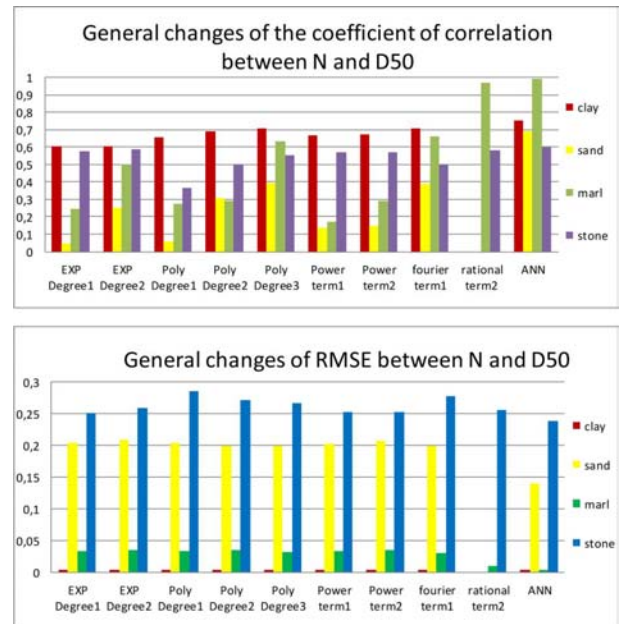 General changes of the coefficient of correlation
between N and D50
1
0,9
0,8
0,7
0,6
0,5
0,4
0,3
0,2
0,1
0
clay
sand
marl
stone
EXP EXP Poly Poly Poly Power Power fourier rational ANN
Degree1 Degree2 Degree1 Degree2 Degree3 term1 term2 term1 term2
General changes of RMSE between N and D50
0,3
0,25
0,2
0,15
0,1
0,05
0
clay
sand
marl
stone
EXP EXP Poly Poly Poly Power Power fourier rational ANN
Degree1 Degree2 Degree1 Degree2 Degree3 term1 term2 term1 term2